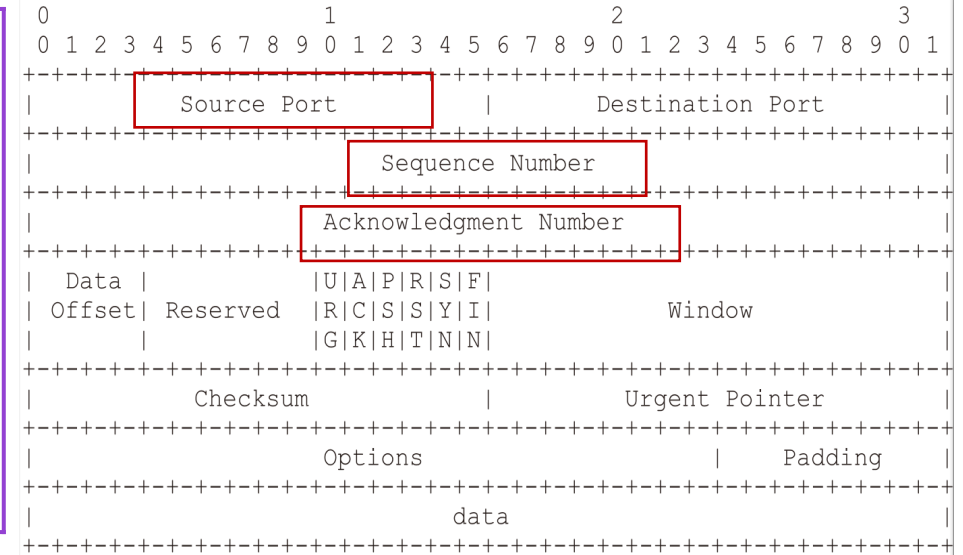 0                   1                   2                   3
0 1 2 3 4 5 6 7 8 9 0 1 2 3 4 5 6 7 8 9 0 1 2 3 4 5 6 7 8 9 0 1
+-+-+-+-+-+-+-+-+-+-+-+-+-+-+-+-+-+-+-+-+-+-+-+-+-+-+-+-+-+-+-+-+
|          Source Port          |       Destination Port        |
+-+-+-+-+-+-+-+-+-+-+-+-+-+-+-+-+-+-+-+-+-+-+-+-+-+-+-+-+-+-+-+-+
|                        Sequence Number                        |
+-+-+-+-+-+-+-+-+-+-+-+-+-+-+-+-+-+-+-+-+-+-+-+-+-+-+-+-+-+-+-+-+
|                    Acknowledgment Number                      |
+-+-+-+-+-+-+-+-+-+-+-+-+-+-+-+-+-+-+-+-+-+-+-+-+-+-+-+-+-+-+-+-+
|  Data |           |U|A|P|R|S|F|                               |
| Offset| Reserved  |R|C|S|S|Y|I|            Window             |
|       |           |G|K|H|T|N|N|                               |
+-+-+-+-+-+-+-+-+-+-+-+-+-+-+-+-+-+-+-+-+-+-+-+-+-+-+-+-+-+-+-+-+
|           Checksum            |         Urgent Pointer        |
+-+-+-+-+-+-+-+-+-+-+-+-+-+-+-+-+-+-+-+-+-+-+-+-+-+-+-+-+-+-+-+-+
|                    Options                    |    Padding    |
+-+-+-+-+-+-+-+-+-+-+-+-+-+-+-+-+-+-+-+-+-+-+-+-+-+-+-+-+-+-+-+-+
|                             data                              |
+-+-+-+-+-+-+-+-+-+-+-+-+-+-+-+-+-+-+-+-+-+-+-+-+-+-+-+-+-+-+-+-+